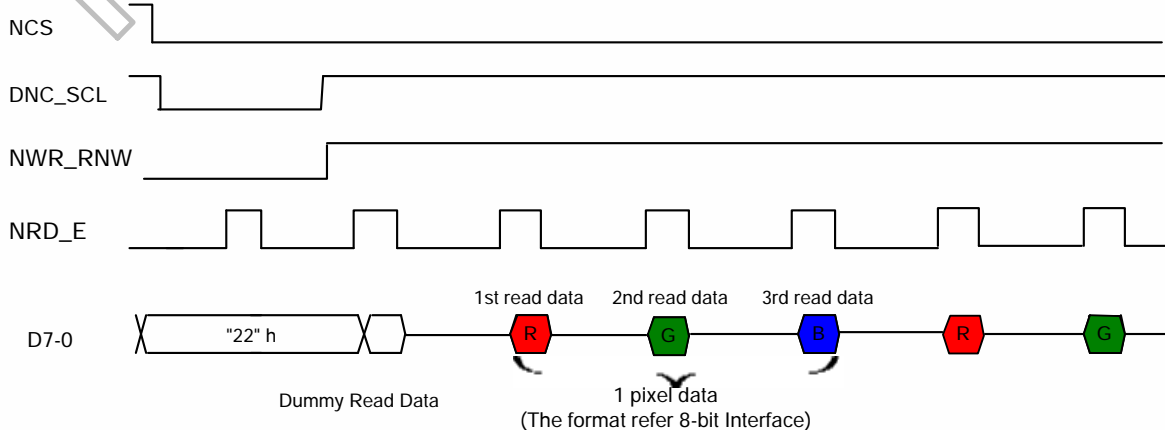 NCS
DNC_SCL
NWR_RNW
NRD_E
1st read data 2nd read data 3rd read data
D7-0 "22" h R G B R G
Dummy Read Data
1 pixel data
(The format refer 8-bit Interface)